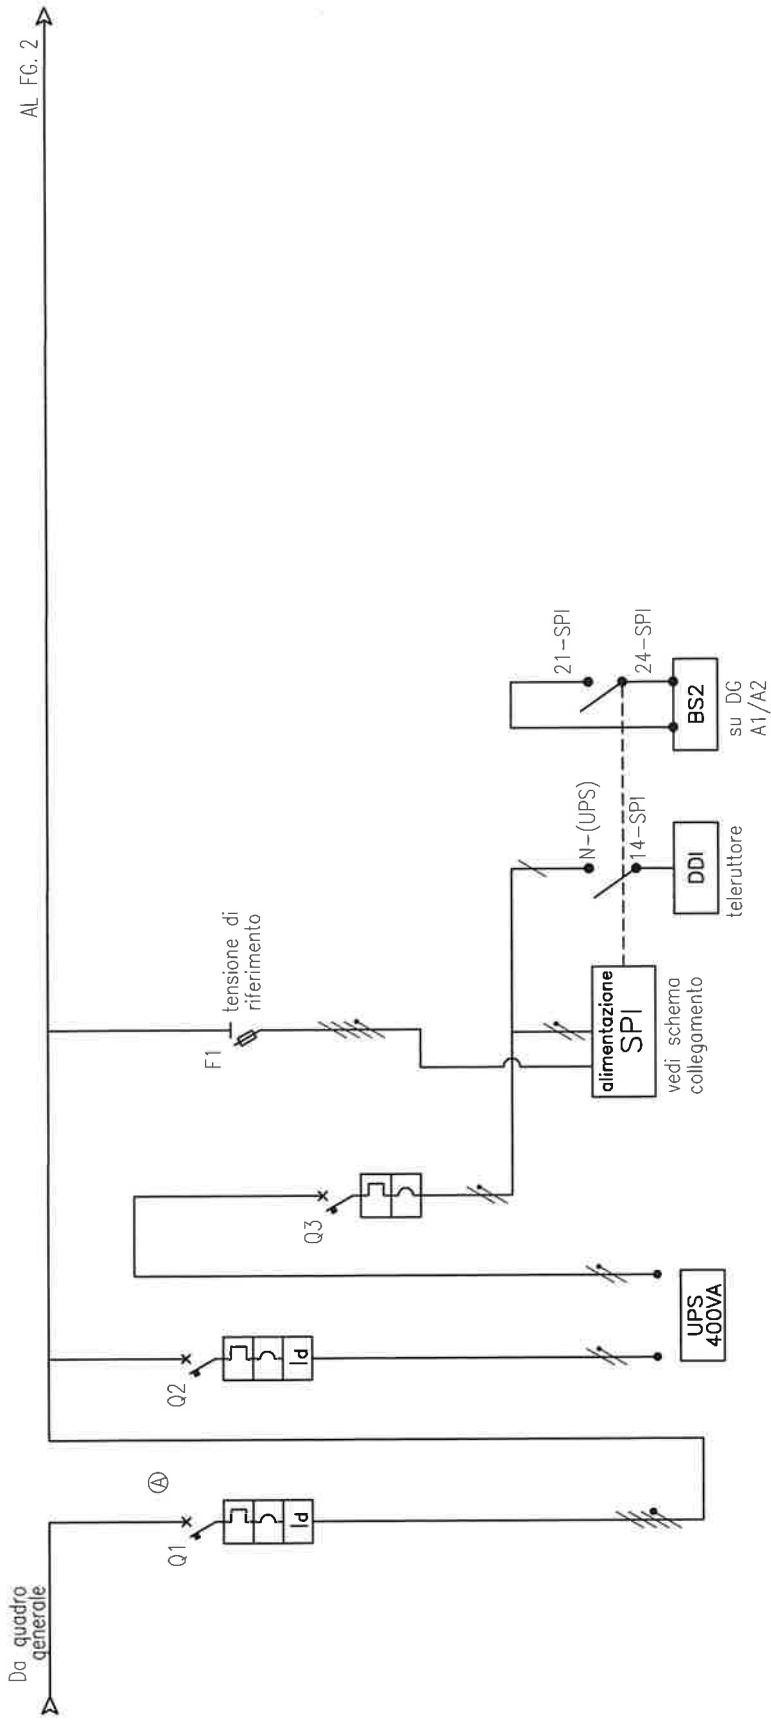 Da quadro
generale
AL FG. 2
Q1
A
Id
Q2
Id
UPS
400VA
Q3
F1
tensione di
riferimento
alimentazione
SPI
vedi schema
collegamento
N-(UPS)
14-SPI
DDI
teleruttore
21-SPI
24-SPI
BS2
su DG
A1/A2